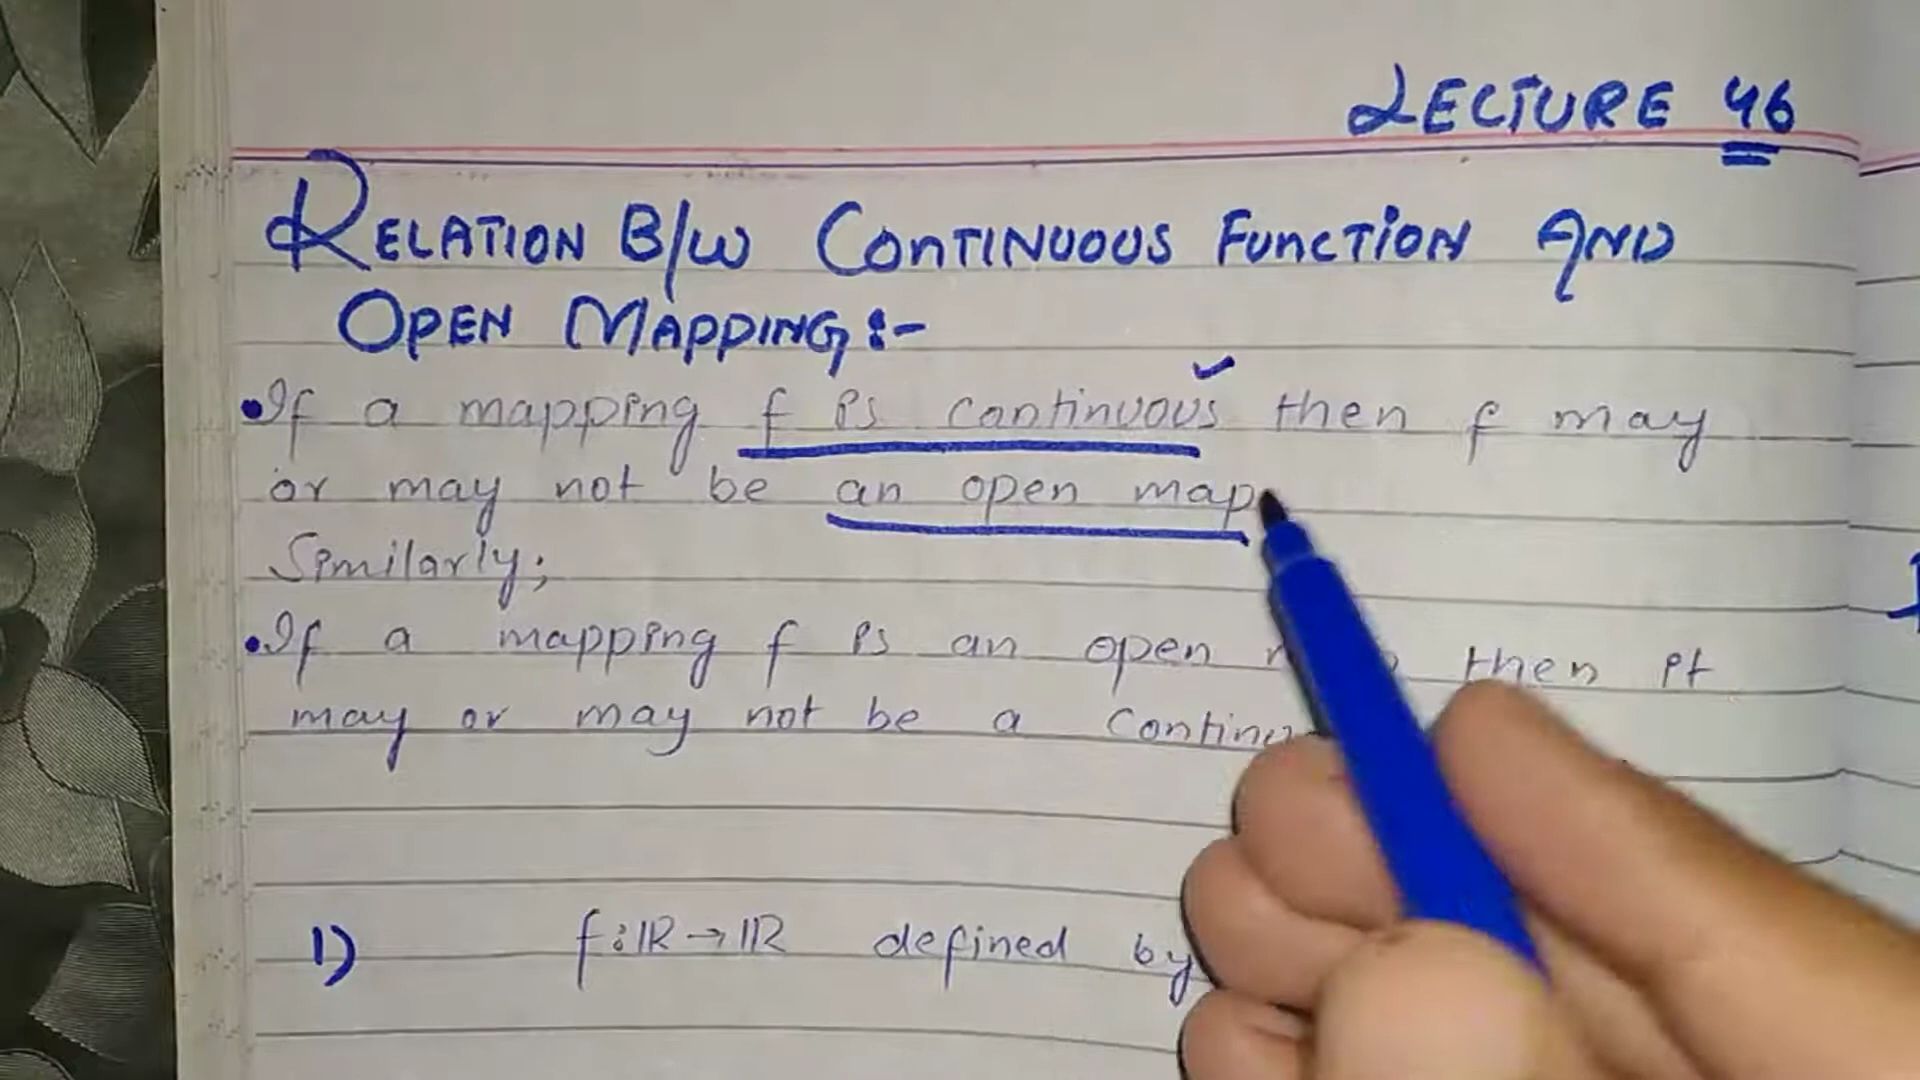 LECTURE 46
RELATION B/W CONTINUOUS FUNCTION AND
OPEN MAPPING:-
•If a mapping f is continuous then f may
or may not be an open map
Similarly;
•If a mapping f is an open then it
may or may not be a
1) f:ℝ→ℝ defined by